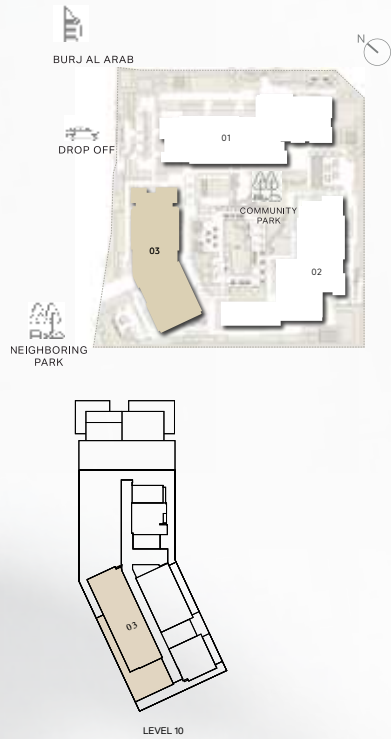 N
BURJ AL ARAB
DROP OFF
01
COMMUNITY
PARK
03
02
NEIGHBORING
PARK
03
LEVEL 10